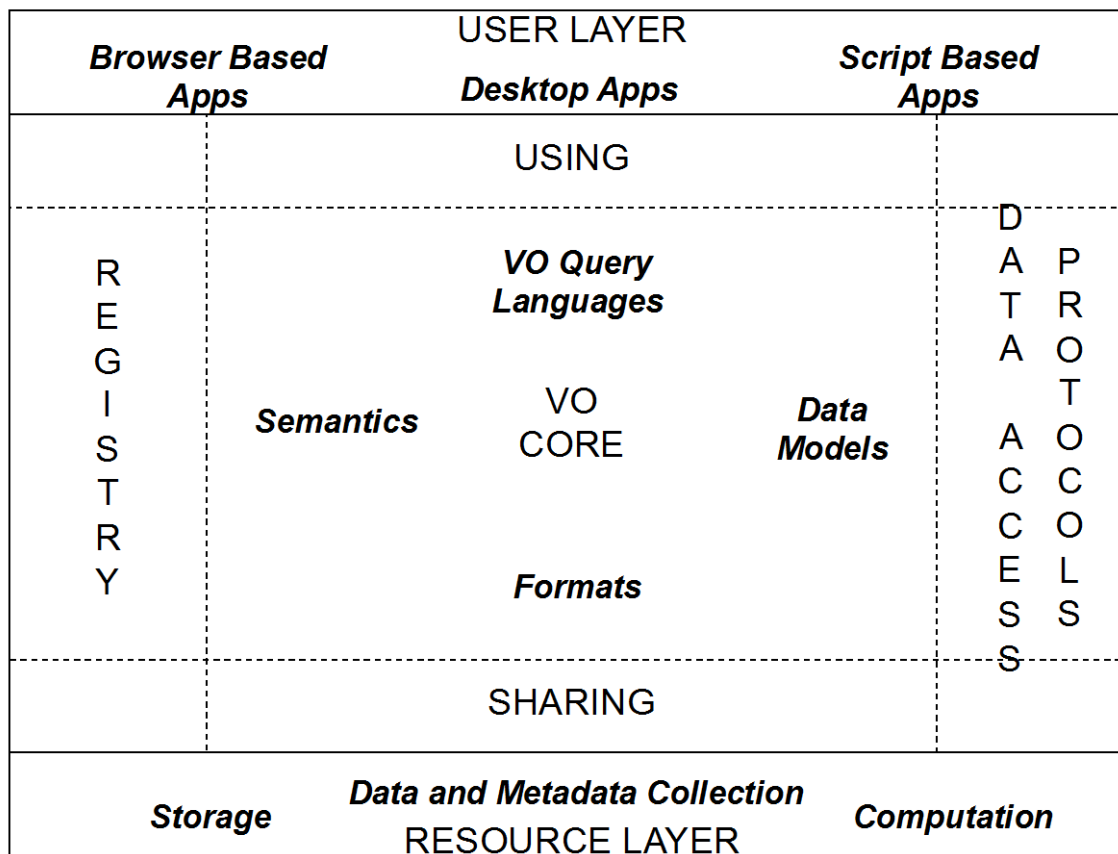 USER LAYER
Browser Based
Apps
Desktop Apps
Script Based
Apps
USING
REGISTRY
VO Query
Languages
Semantics
VO
CORE
Data
Models
Formats
DATA ACCESS
PROTOCOLS
SHARING
Storage
Data and Metadata Collection
Computation
RESOURCE LAYER